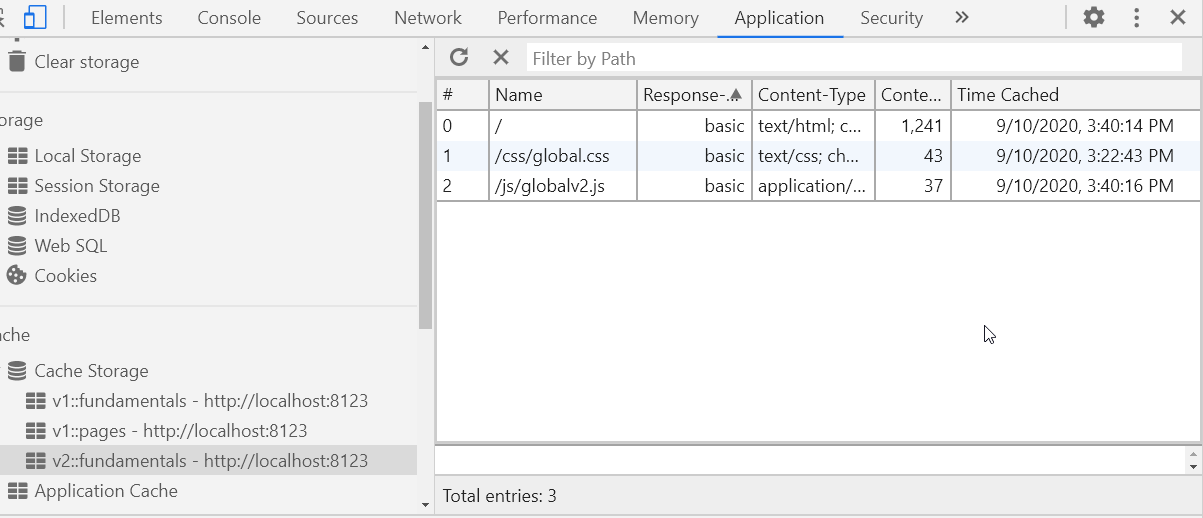 Elements Console Sources Network Performance Memory Application Security »
Clear storage
orage
Local Storage
Session Storage
IndexedDB
Web SQL
Cookies
ache
Cache Storage
v1::fundamentals - http://localhost:8123
v1::pages - http://localhost:8123
v2::fundamentals - http://localhost:8123
Application Cache
Filter by Path
# Name Response-... Content-Type Conte... Time Cached
0 / basic text/html; c... 1,241 9/10/2020, 3:40:14 PM
1 /css/global.css basic text/css; ch... 43 9/10/2020, 3:22:43 PM
2 /js/globalv2.js basic application/... 37 9/10/2020, 3:40:16 PM
Total entries: 3